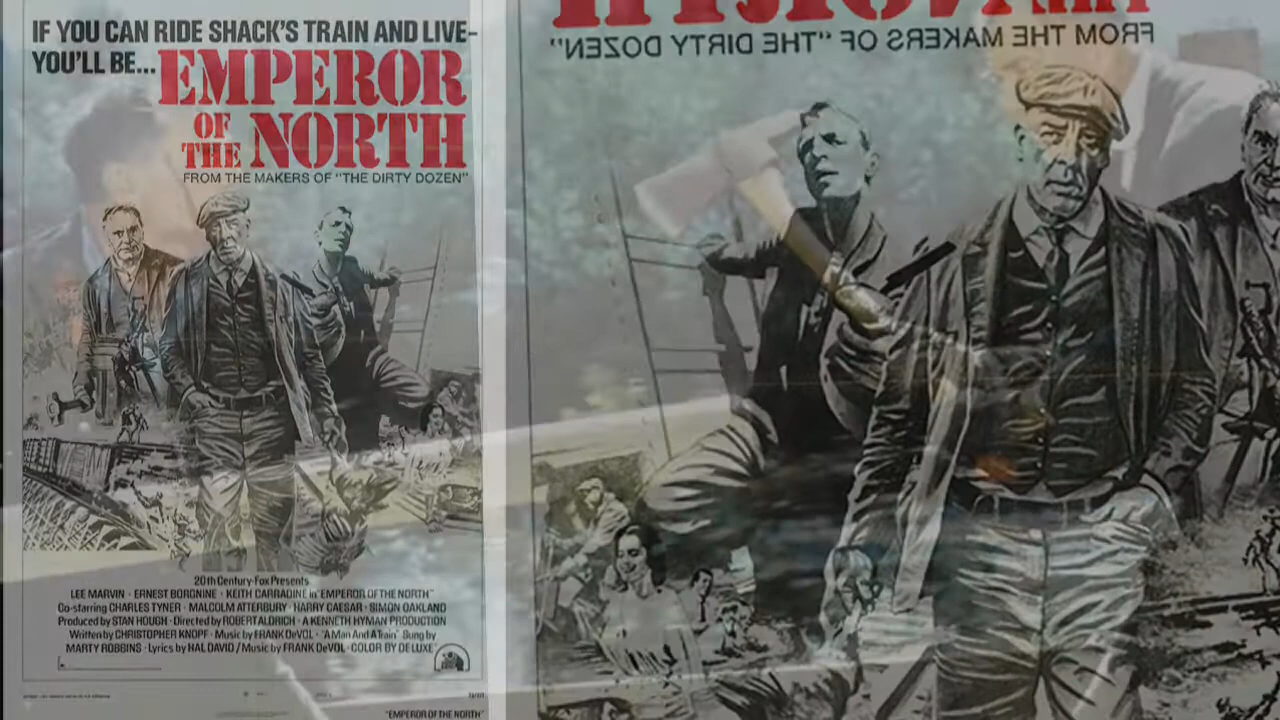 IF YOU CAN RIDE SHACK'S TRAIN AND LIVE-
YOU'LL BE...
EMPEROR
OF
THE NORTH
FROM THE MAKERS OF "THE DIRTY DOZEN"
20th Century-Fox Presents
LEE MARVIN · ERNEST BORGNINE · KEITH CARRADINE in "EMPEROR OF THE NORTH"
Co-starring CHARLES TYNER · MALCOLM ATTERBURY · HARRY CAESAR · SIMON OAKLAND
Produced by STAN HOUGH · Directed by ROBERT ALDRICH · A KENNETH HYMAN PRODUCTION
Written by CHRISTOPHER KNOPF · Music by FRANK DeVOL · "A Man And A Train" Sung by
MARTY ROBBINS · Lyrics by HAL DAVID / Music by FRANK DeVOL · COLOR BY DE LUXE
"EMPEROR OF THE NORTH"
FROM THE MAKERS OF "THE DIRTY DOZEN"